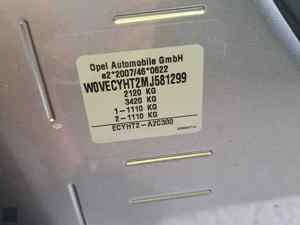 Opel Automobile GmbH
e2*2007/46*0622
W0VECYHT2MJ581299
2120 KG
3420 KG
1-1110 KG
2-1110 KG
ECYHT2-A2C300